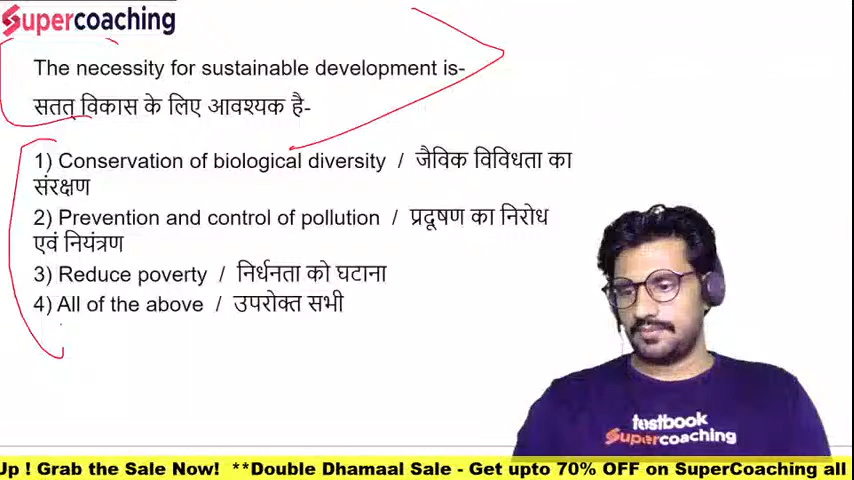 Supercoaching
The necessity for sustainable development is-
सतत् विकास के लिए आवश्यक है-
1) Conservation of biological diversity / जैविक विविधता का
संरक्षण
2) Prevention and control of pollution / प्रदूषण का निरोध
एवं नियंत्रण
3) Reduce poverty / निर्धनता को घटाना
4) All of the above / उपरोक्त सभी
testbook
Supercoaching
Up ! Grab the Sale Now! **Double Dhamaal Sale - Get upto 70% OFF on SuperCoaching all